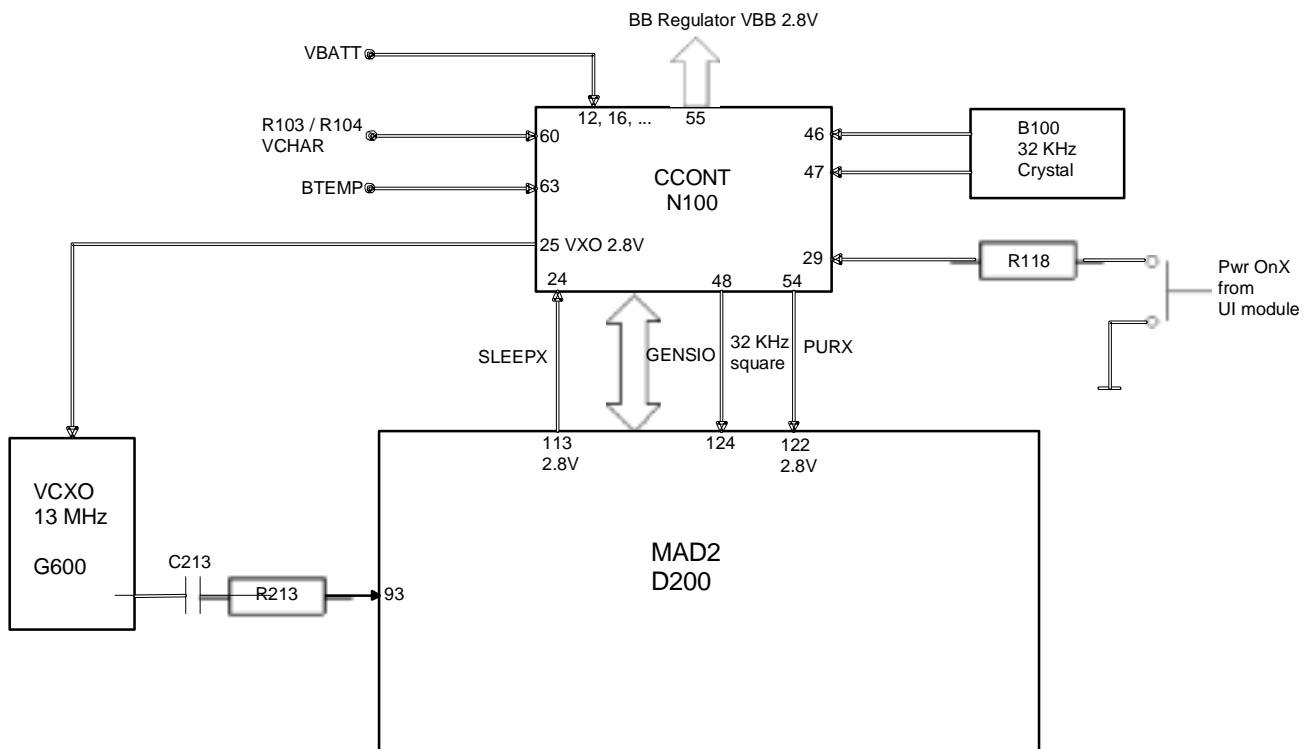 BB Regulator VBB 2.8V
VBATT
12, 16, ...
55
R103 / R104
VCHAR
60
46
B100
32 KHz
Crystal
CCONT
N100
47
BTEMP
63
25 VXO 2.8V
29
R118
Pwr OnX
from
UI module
24
48
54
SLEEPX
GENSIO
32 KHz
square
PURX
113
2.8V
124
122
2.8V
VCXO
13 MHz
G600
C213
R213
93
MAD2
D200